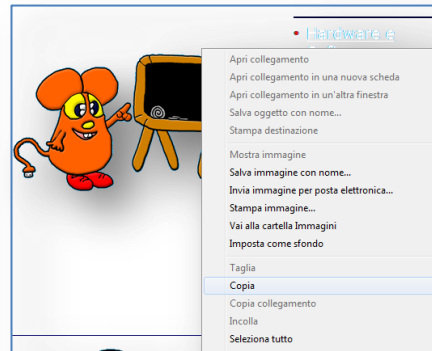 Hardware e
Apri collegamento
Apri collegamento in una nuova scheda
Apri collegamento in un'altra finestra
Salva oggetto con nome...
Stampa destinazione
Mostra immagine
Salva immagine con nome...
Invia immagine per posta elettronica...
Stampa immagine...
Vai alla cartella Immagini
Imposta come sfondo
Taglia
Copia
Copia collegamento
Incolla
Seleziona tutto